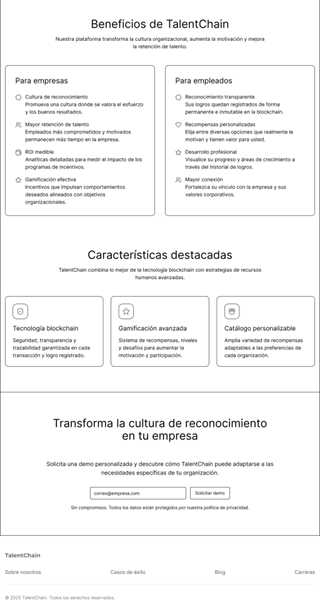 Beneficios de TalentChain
Nuestra plataforma transforma la cultura organizacional, aumenta la motivación y mejora
la retención de talento.
Para empresas
Cultura de reconocimiento
Promueva una cultura donde se valora el esfuerzo
y los buenos resultados.
Mayor retención de talento
Empleados más comprometidos y motivados
permanecen más tiempo en la empresa.
ROI medible
Analíticas detalladas para medir el impacto de los
programas de incentivos.
Gamificación efectiva
Incentivos que impulsan comportamientos
deseados alineados con objetivos
organizacionales.
Para empleados
Reconocimiento transparente
Sus logros quedan registrados de forma
permanente e inmutable en la blockchain.
Recompensas personalizadas
Elija entre diversas opciones que realmente le
motivan y tienen valor para usted.
Desarrollo profesional
Visualice su progreso y áreas de crecimiento a
través del historial de logros.
Mayor conexión
Fortalezca su vínculo con la empresa y sus
valores corporativos.
Características destacadas
TalentChain combina lo mejor de la tecnología blockchain con estrategias de recursos
humanos avanzadas.
Tecnología blockchain
Seguridad, transparencia y
trazabilidad garantizada en cada
transacción y logro registrado.
Gamificación avanzada
Sistema de recompensas, niveles
y desafíos para aumentar la
motivación y participación.
Catálogo personalizable
Amplia variedad de recompensas
adaptables a las preferencias de
cada organización.
Transforma la cultura de reconocimiento
en tu empresa
Solicita una demo personalizada y descubre cómo TalentChain puede adaptarse a las
necesidades específicas de tu organización.
correo@empresa.com
Solicitar demo
Sin compromisos. Todos los datos están protegidos por nuestra política de privacidad.
TalentChain
Sobre nosotros
Casos de éxito
Blog
Carreras
© 2025 TalentChain. Todos los derechos reservados.